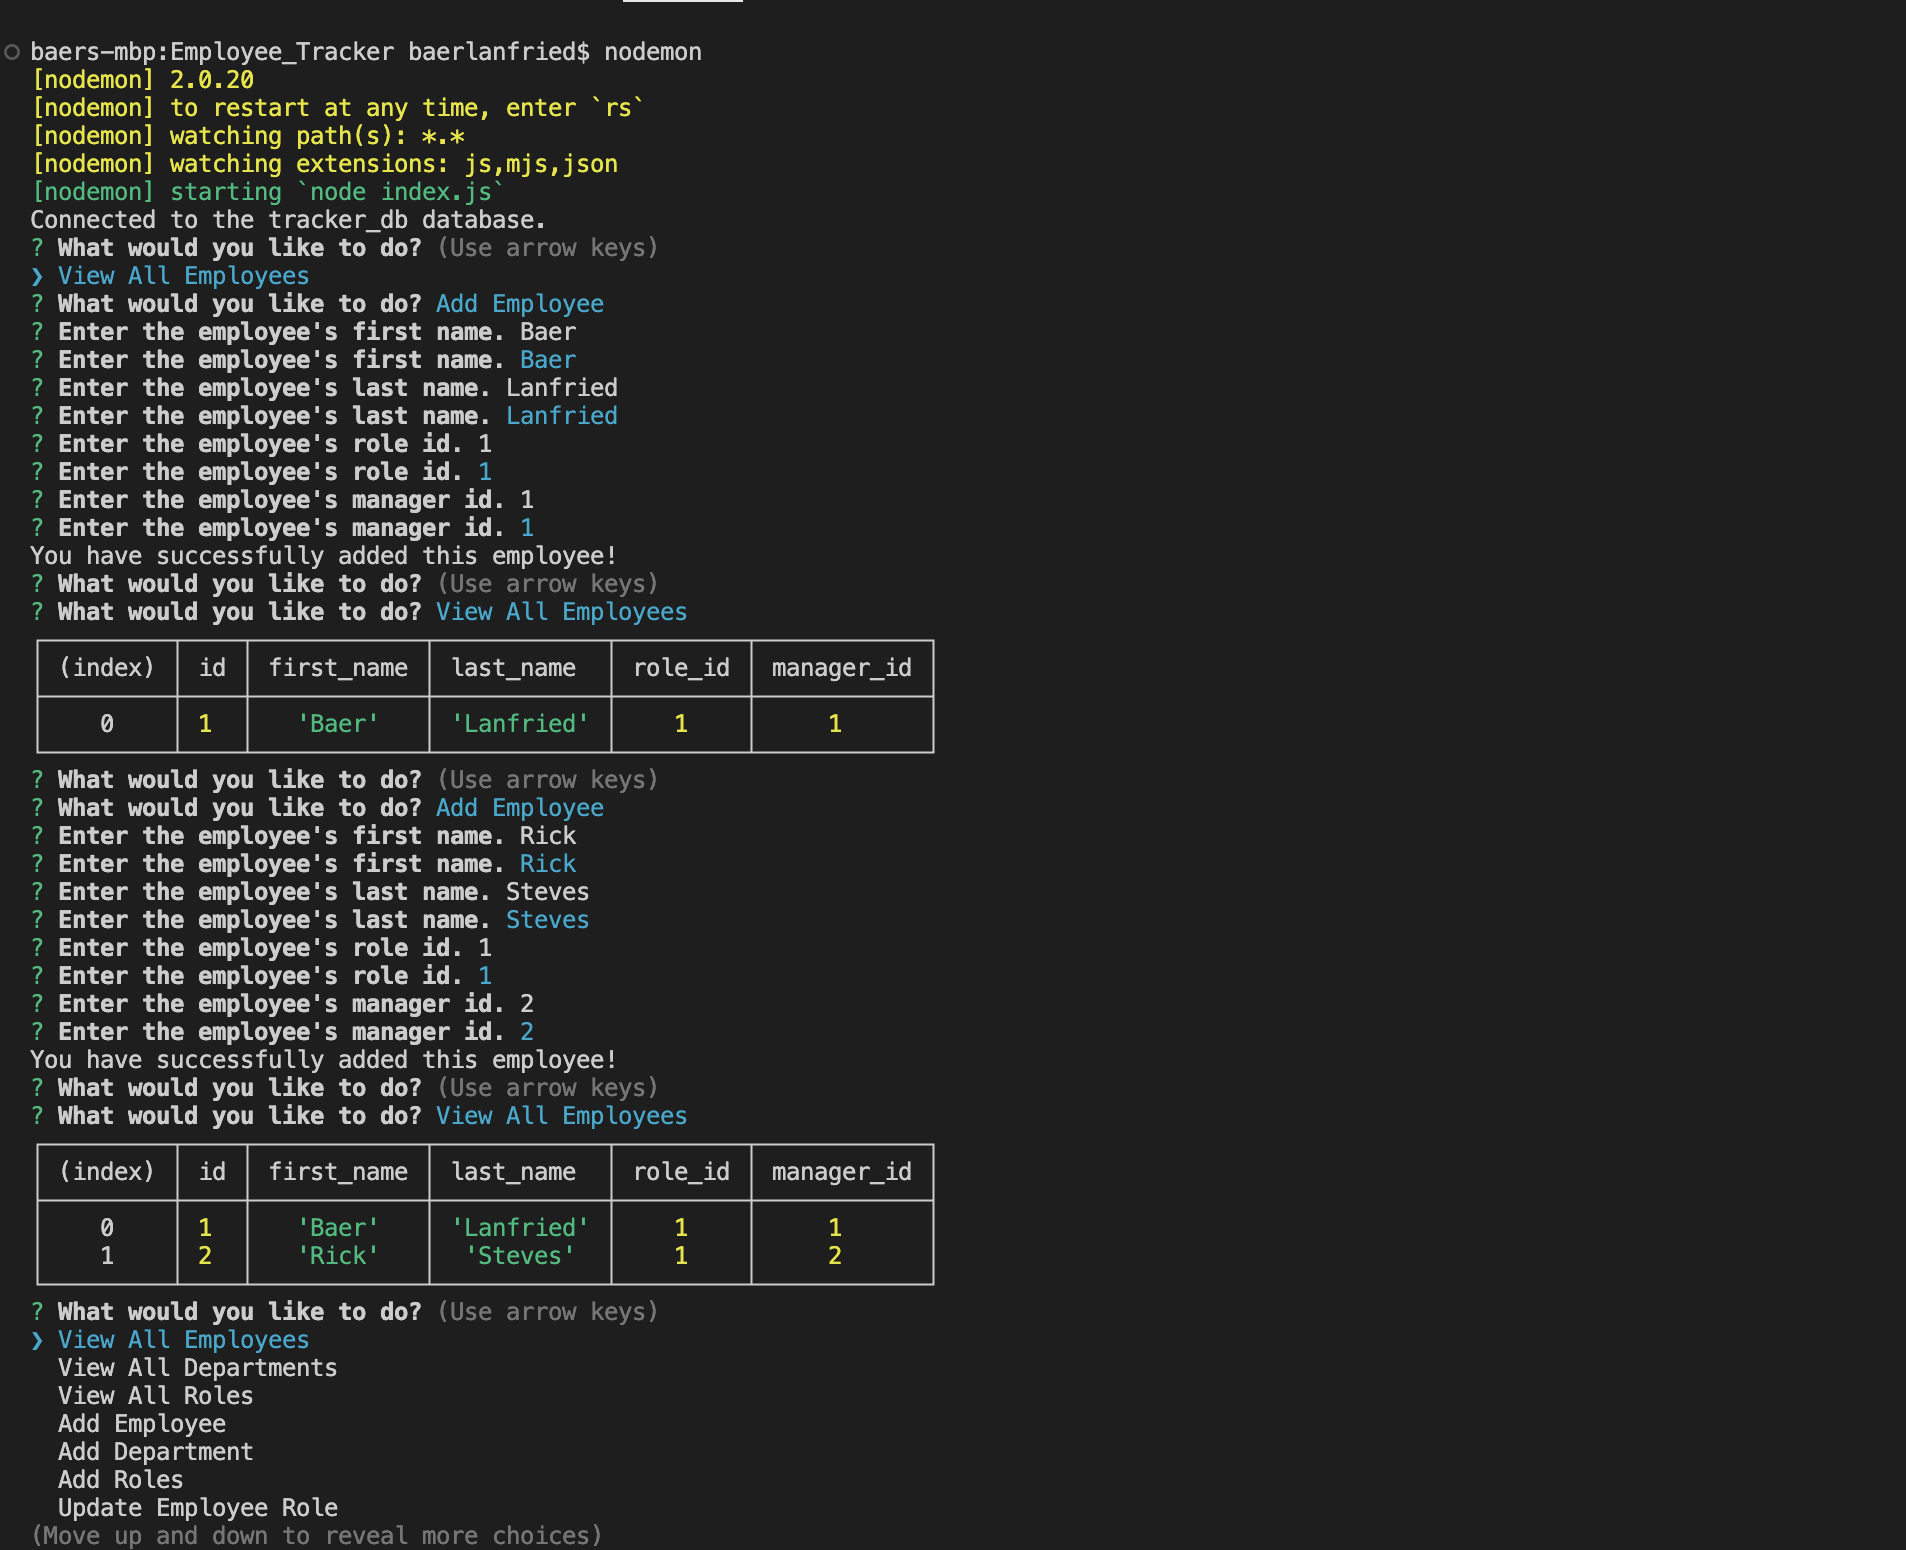 baers-mbp:Employee_Tracker baerlanfried$ nodemon
[nodemon] 2.0.20
[nodemon] to restart at any time, enter `rs`
[nodemon] watching path(s): *.*
[nodemon] watching extensions: js,mjs,json
[nodemon] starting `node index.js`
Connected to the tracker_db database.
? What would you like to do? (Use arrow keys)
❯ View All Employees
? What would you like to do? Add Employee
? Enter the employee's first name. Baer
? Enter the employee's first name. Baer
? Enter the employee's last name. Lanfried
? Enter the employee's last name. Lanfried
? Enter the employee's role id. 1
? Enter the employee's role id. 1
? Enter the employee's manager id. 1
? Enter the employee's manager id. 1
You have successfully added this employee!
? What would you like to do? (Use arrow keys)
? What would you like to do? View All Employees
(index) id first_name last_name role_id manager_id
0 1 'Baer' 'Lanfried' 1 1
? What would you like to do? (Use arrow keys)
? What would you like to do? Add Employee
? Enter the employee's first name. Rick
? Enter the employee's first name. Rick
? Enter the employee's last name. Steves
? Enter the employee's last name. Steves
? Enter the employee's role id. 1
? Enter the employee's role id. 1
? Enter the employee's manager id. 2
? Enter the employee's manager id. 2
You have successfully added this employee!
? What would you like to do? (Use arrow keys)
? What would you like to do? View All Employees
(index) id first_name last_name role_id manager_id
0 1 'Baer' 'Lanfried' 1 1
1 2 'Rick' 'Steves' 1 2
? What would you like to do? (Use arrow keys)
❯ View All Employees
View All Departments
View All Roles
Add Employee
Add Department
Add Roles
Update Employee Role
(Move up and down to reveal more choices)